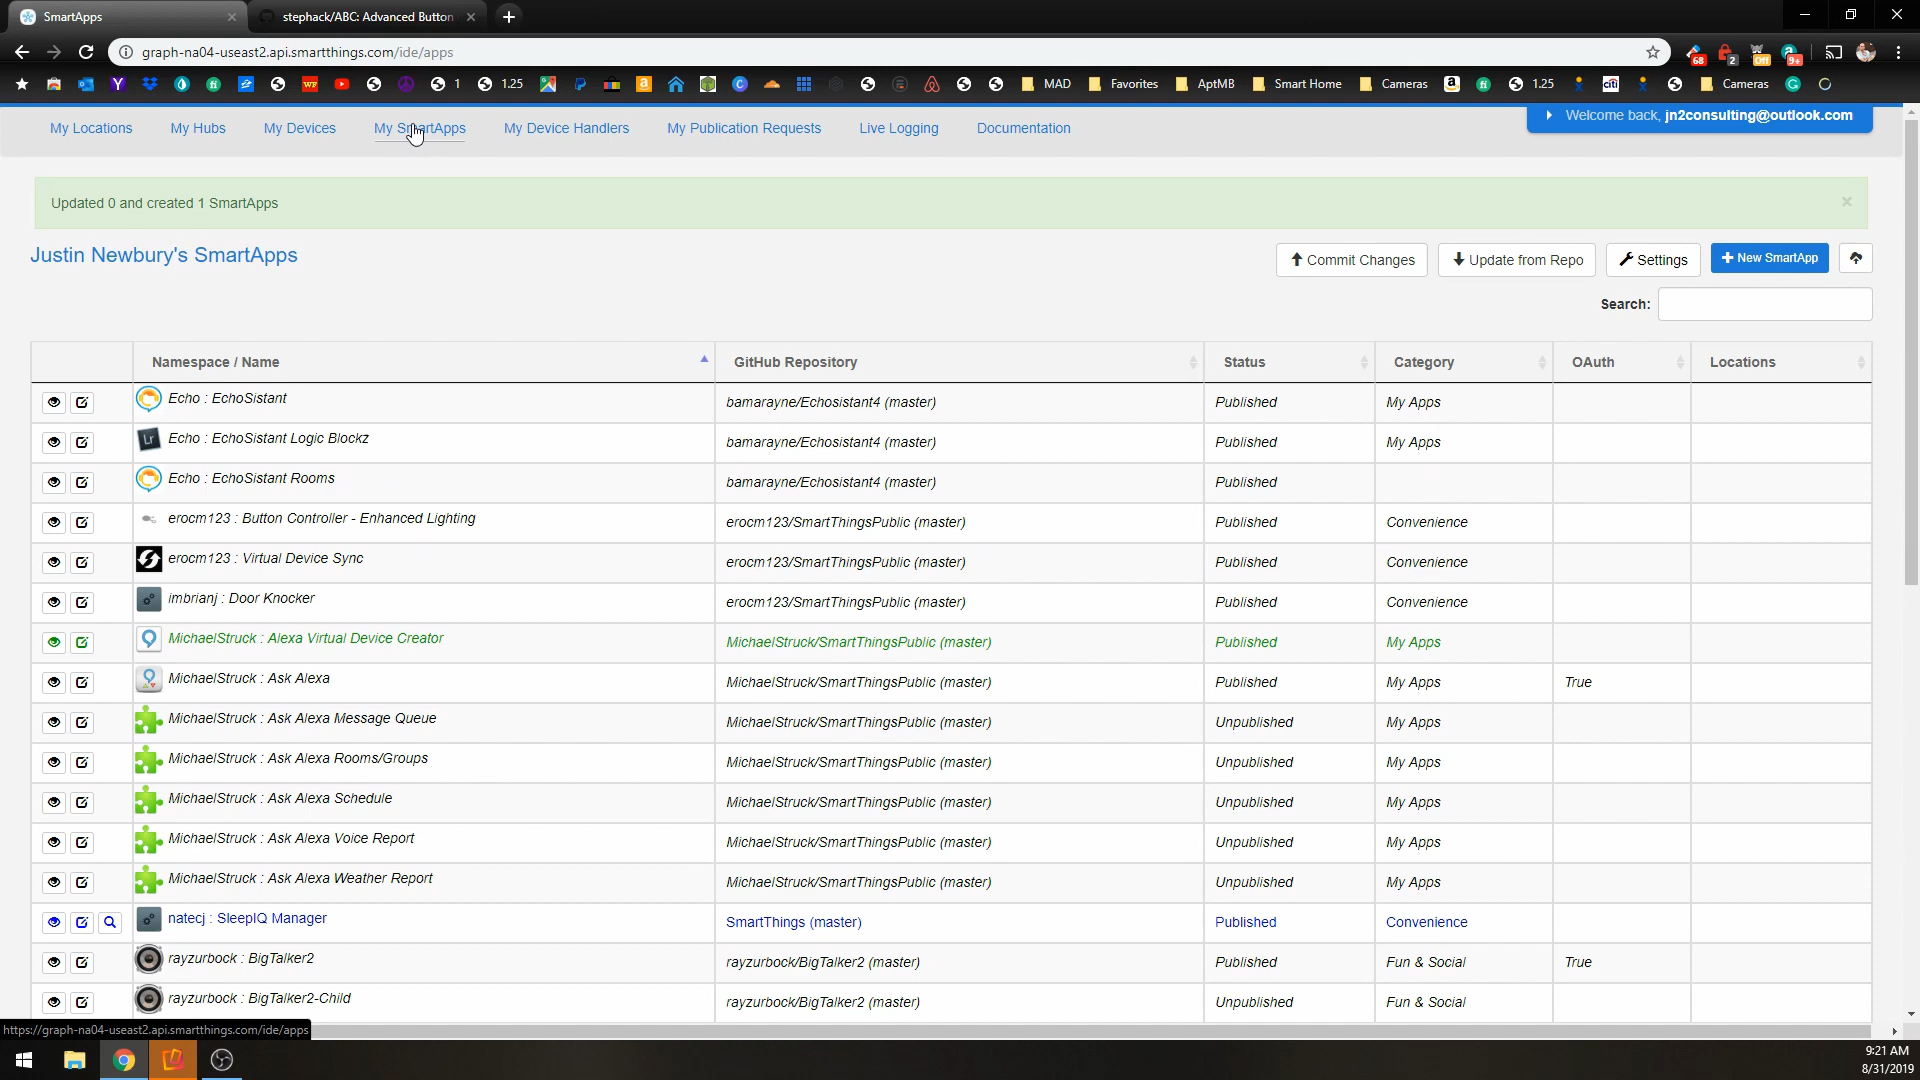 SmartApps
stephack/ABC: Advanced Button
graph-na04-useast2.api.smartthings.com/ide/apps
68
2
Off
9+
1
1.25
MAD
Favorites
AptMB
Smart Home
Cameras
1.25
citi
Cameras
My Locations
My Hubs
My Devices
My SmartApps
My Device Handlers
My Publication Requests
Live Logging
Documentation
Welcome back, jn2consulting@outlook.com
Updated 0 and created 1 SmartApps
Justin Newbury's SmartApps
Commit Changes
Update from Repo
Settings
New SmartApp
Search:
Namespace / Name GitHub Repository Status Category OAuth Locations
Echo : EchoSistant bamarayne/Echosistant4 (master) Published My Apps
Lr Echo : EchoSistant Logic Blockz bamarayne/Echosistant4 (master) Published My Apps
Echo : EchoSistant Rooms bamarayne/Echosistant4 (master) Published
erocm123 : Button Controller - Enhanced Lighting erocm123/SmartThingsPublic (master) Published Convenience
erocm123 : Virtual Device Sync erocm123/SmartThingsPublic (master) Published Convenience
imbrianj : Door Knocker erocm123/SmartThingsPublic (master) Published Convenience
MichaelStruck : Alexa Virtual Device Creator MichaelStruck/SmartThingsPublic (master) Published My Apps
MichaelStruck : Ask Alexa MichaelStruck/SmartThingsPublic (master) Published My Apps True
MichaelStruck : Ask Alexa Message Queue MichaelStruck/SmartThingsPublic (master) Unpublished My Apps
MichaelStruck : Ask Alexa Rooms/Groups MichaelStruck/SmartThingsPublic (master) Unpublished My Apps
MichaelStruck : Ask Alexa Schedule MichaelStruck/SmartThingsPublic (master) Unpublished My Apps
MichaelStruck : Ask Alexa Voice Report MichaelStruck/SmartThingsPublic (master) Unpublished My Apps
MichaelStruck : Ask Alexa Weather Report MichaelStruck/SmartThingsPublic (master) Unpublished My Apps
natecj : SleepIQ Manager SmartThings (master) Published Convenience
rayzurbock : BigTalker2 rayzurbock/BigTalker2 (master) Published Fun & Social True
rayzurbock : BigTalker2-Child rayzurbock/BigTalker2 (master) Unpublished Fun & Social
https://graph-na04-useast2.api.smartthings.com/ide/apps
9:21 AM
8/31/2019